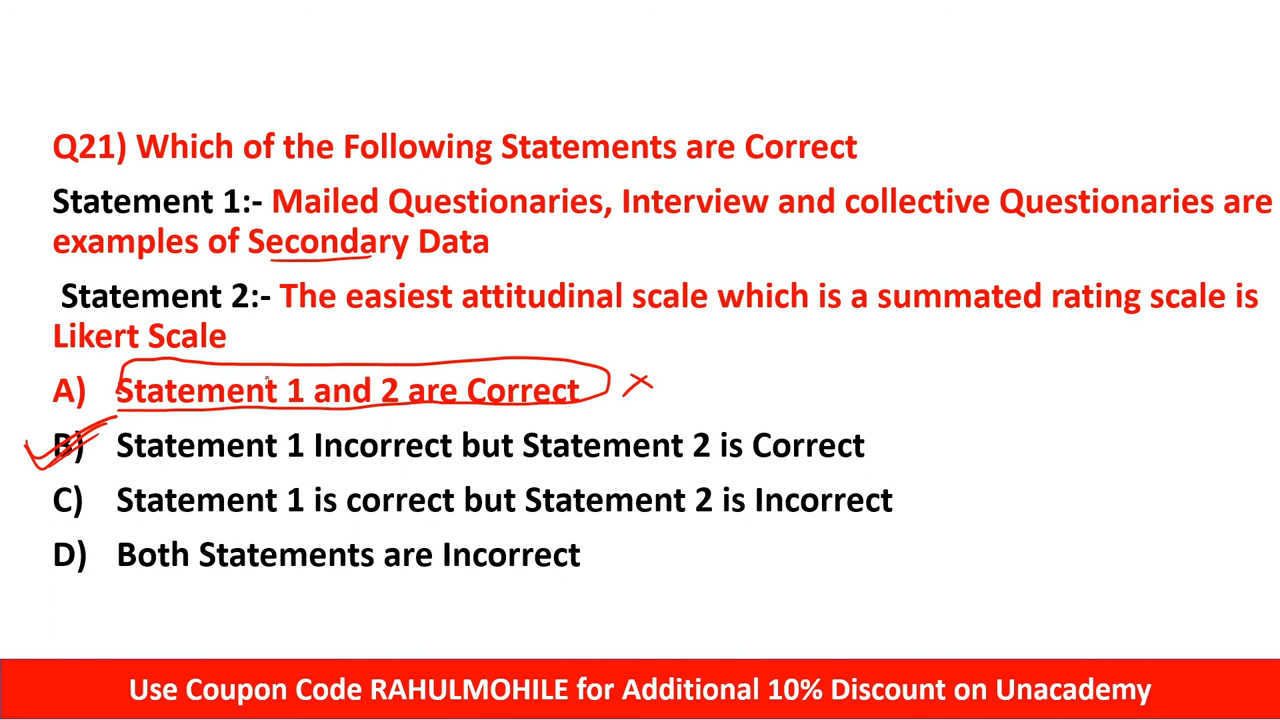 Q21) Which of the Following Statements are Correct
Statement 1:- Mailed Questionaries, Interview and collective Questionaries are
examples of Secondary Data
Statement 2:- The easiest attitudinal scale which is a summated rating scale is
Likert Scale
A) Statement 1 and 2 are Correct
B) Statement 1 Incorrect but Statement 2 is Correct
C) Statement 1 is correct but Statement 2 is Incorrect
D) Both Statements are Incorrect
Use Coupon Code RAHULMOHILE for Additional 10% Discount on Unacademy